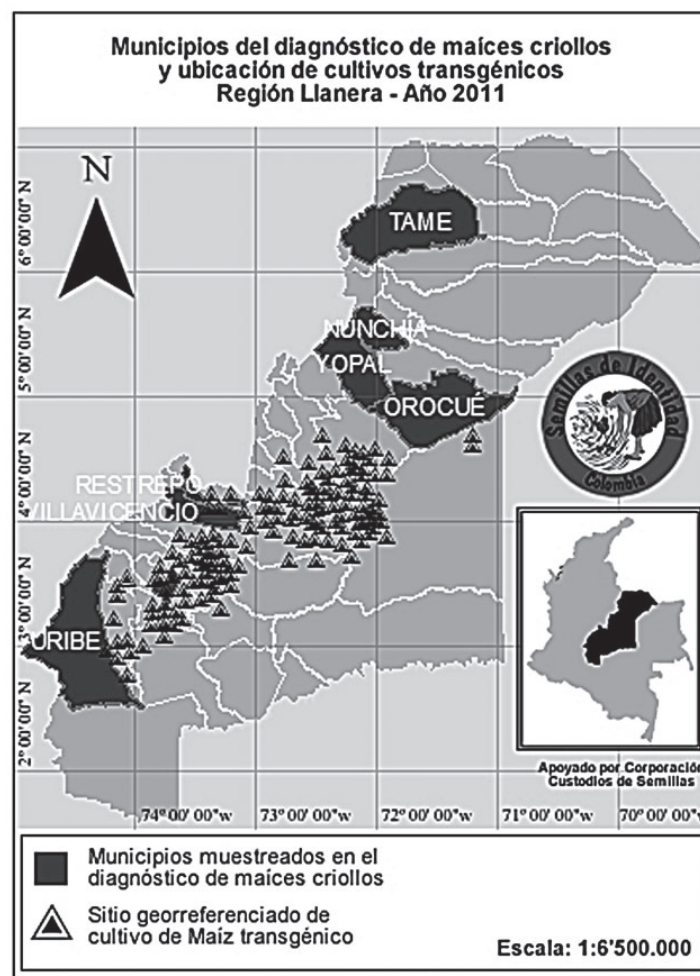 Municipios del diagnóstico de maíces criollos
y ubicación de cultivos transgénicos
Región Llanera - Año 2011
N
TAME
6° 00' 00" N
NUNCHÍA
YOPAL
5° 00' 00" N
OROCUÉ
Semillas de Identidad
Colombia
RESTREPO
4° 00' 00" N
VILLAVICENCIO
3° 00' 00" N
URIBE
2° 00' 00" N
Apoyado por Corporación
Custodios de Semillas
74° 00' 00"w
73° 00' 00"w
72° 00' 00"w
71° 00' 00"w
70° 00' 00"w
Municipios muestreados en el
diagnóstico de maíces criollos
Sitio georreferenciado de
cultivo de Maíz transgénico
Escala: 1:6'500.000